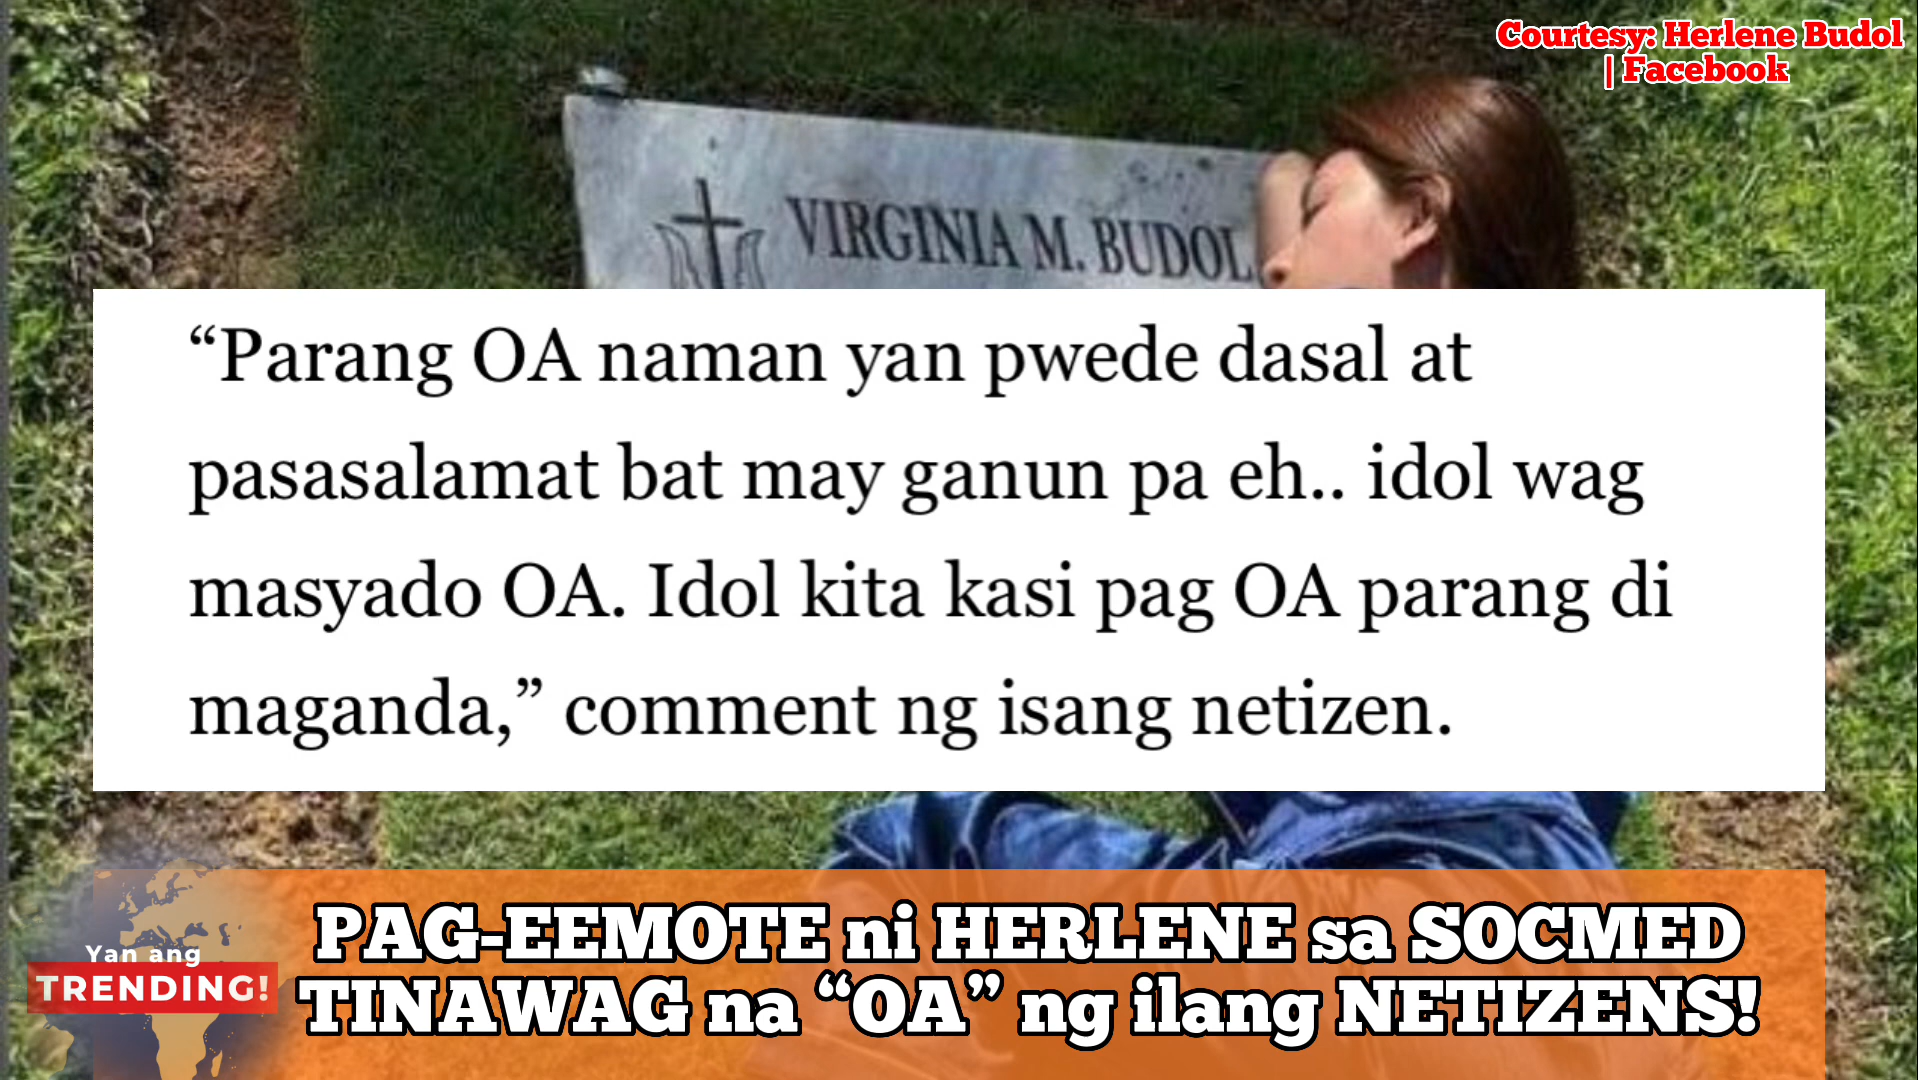 Courtesy: Herlene Budol
| Facebook
VIRGINIA M. BUDOL
“Parang OA naman yan pwede dasal at
pasasalamat bat may ganun pa eh.. idol wag
masyado OA. Idol kita kasi pag OA parang di
maganda,” comment ng isang netizen.
Yan ang
TRENDING!
PAG-EEMOTE ni HERLENE sa SOCMED
TINAWAG na “OA” ng ilang NETIZENS!